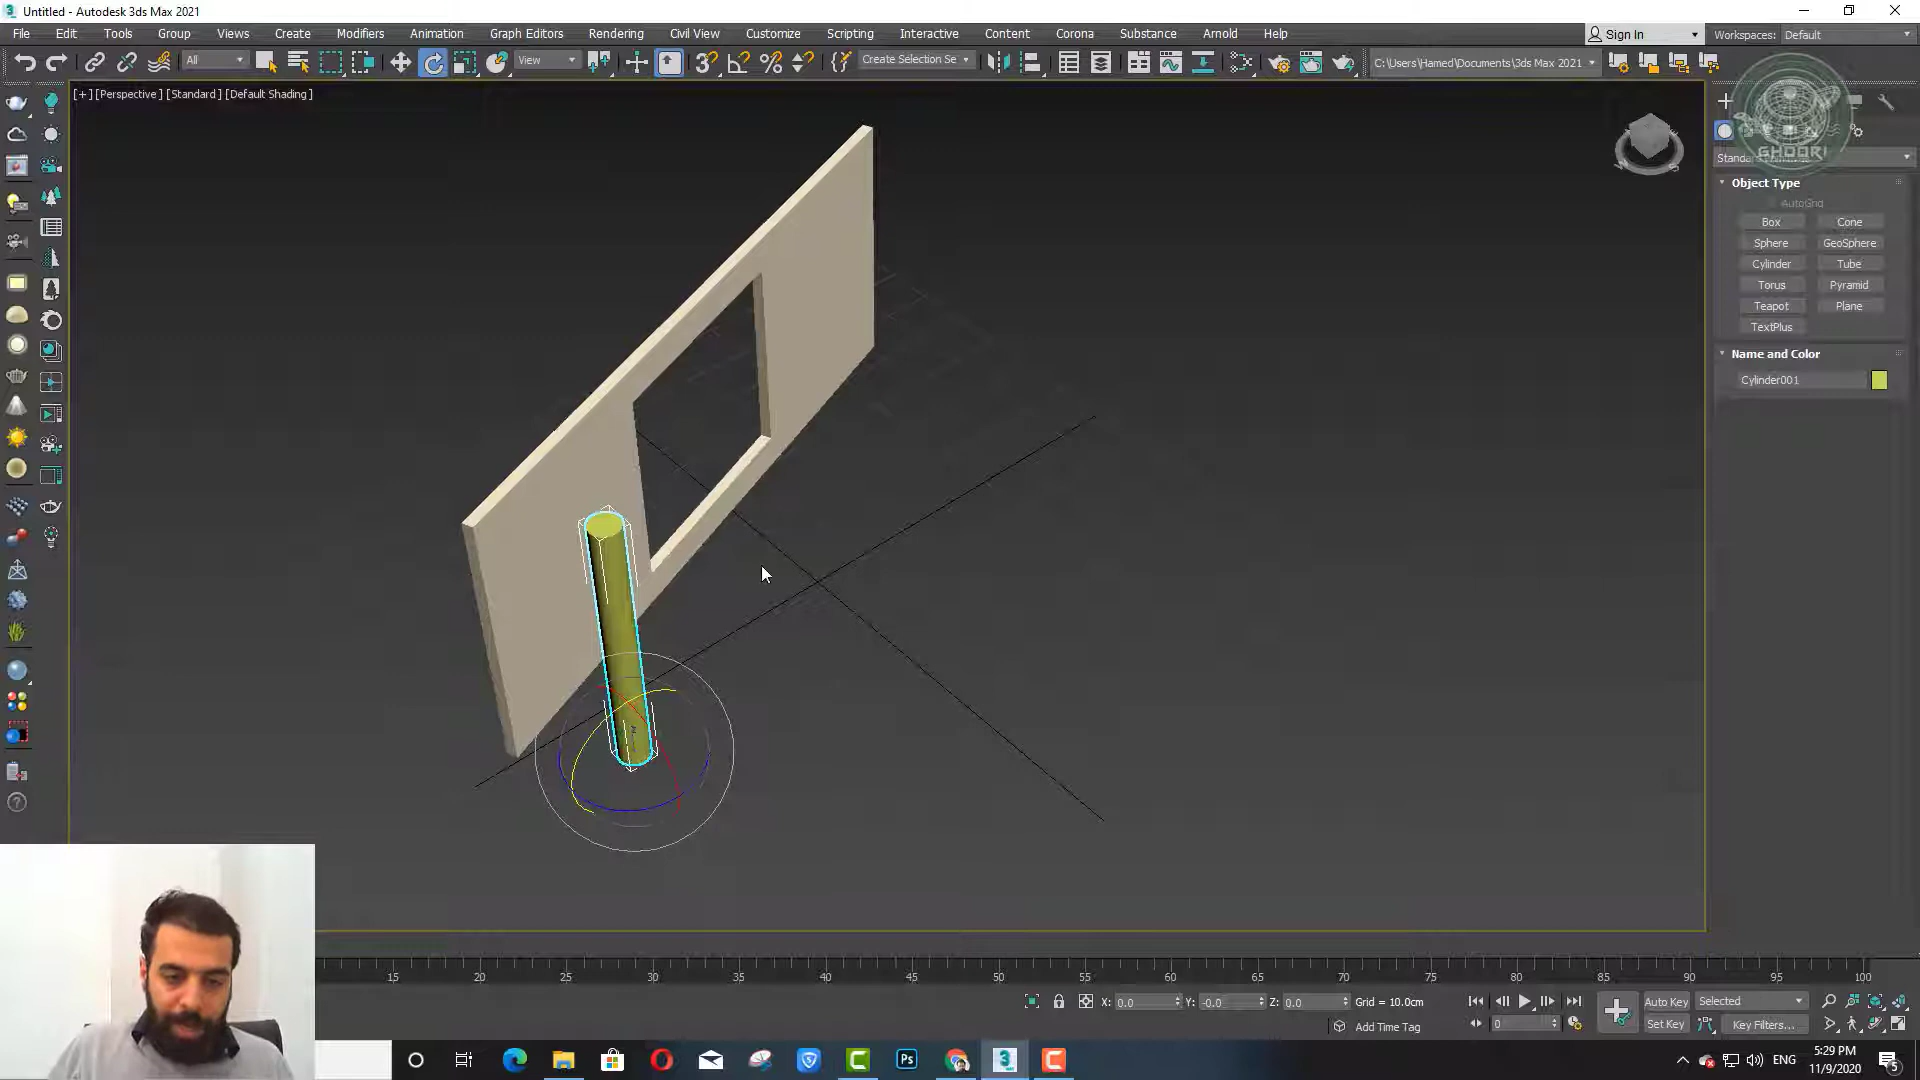 Untitled - Autodesk 3ds Max 2021
File Edit Tools Group Views Create Modifiers Animation Graph Editors Rendering Civil View Customize Scripting Interactive Content Corona Substance Arnold Help
Sign In
Workspaces: Default
All
View
Create Selection Se
C:\Users\Hamed\Documents\3ds Max 2021
[+] [Perspective] [Standard] [Default Shading]
GHOORI
Object Type
AutoGrid
Box Cone
Sphere GeoSphere
Cylinder Tube
Torus Pyramid
Teapot Plane
TextPlus
Name and Color
Cylinder001
15 20 25 30 35 40 45 50 55 60 65 70 75 80 85 90 95 100
X: 0.0 Y: -0.0 Z: 0.0 Grid = 10.0cm
Auto Key Selected
Add Time Tag
0
Set Key Key Filters...
ENG
5:29 PM
11/9/2020
5